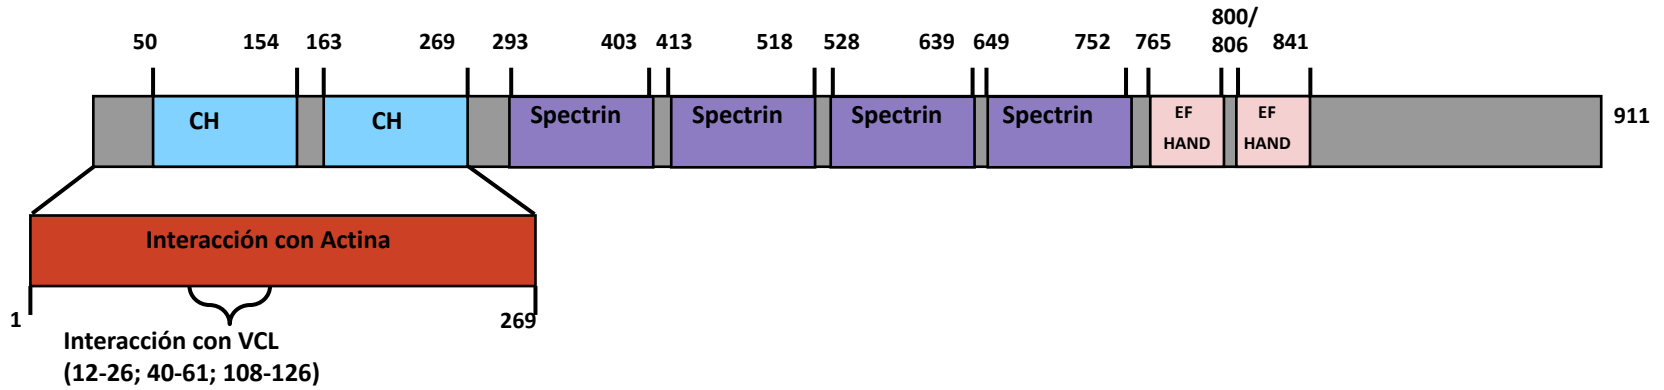 50 154 163 269 293 403 413 518 528 639 649 752 765 800/ 841
806
CH CH Spectrin Spectrin Spectrin Spectrin EF EF
HAND HAND
911
Interacción con Actina
1 269
Interacción con VCL
(12-26; 40-61; 108-126)